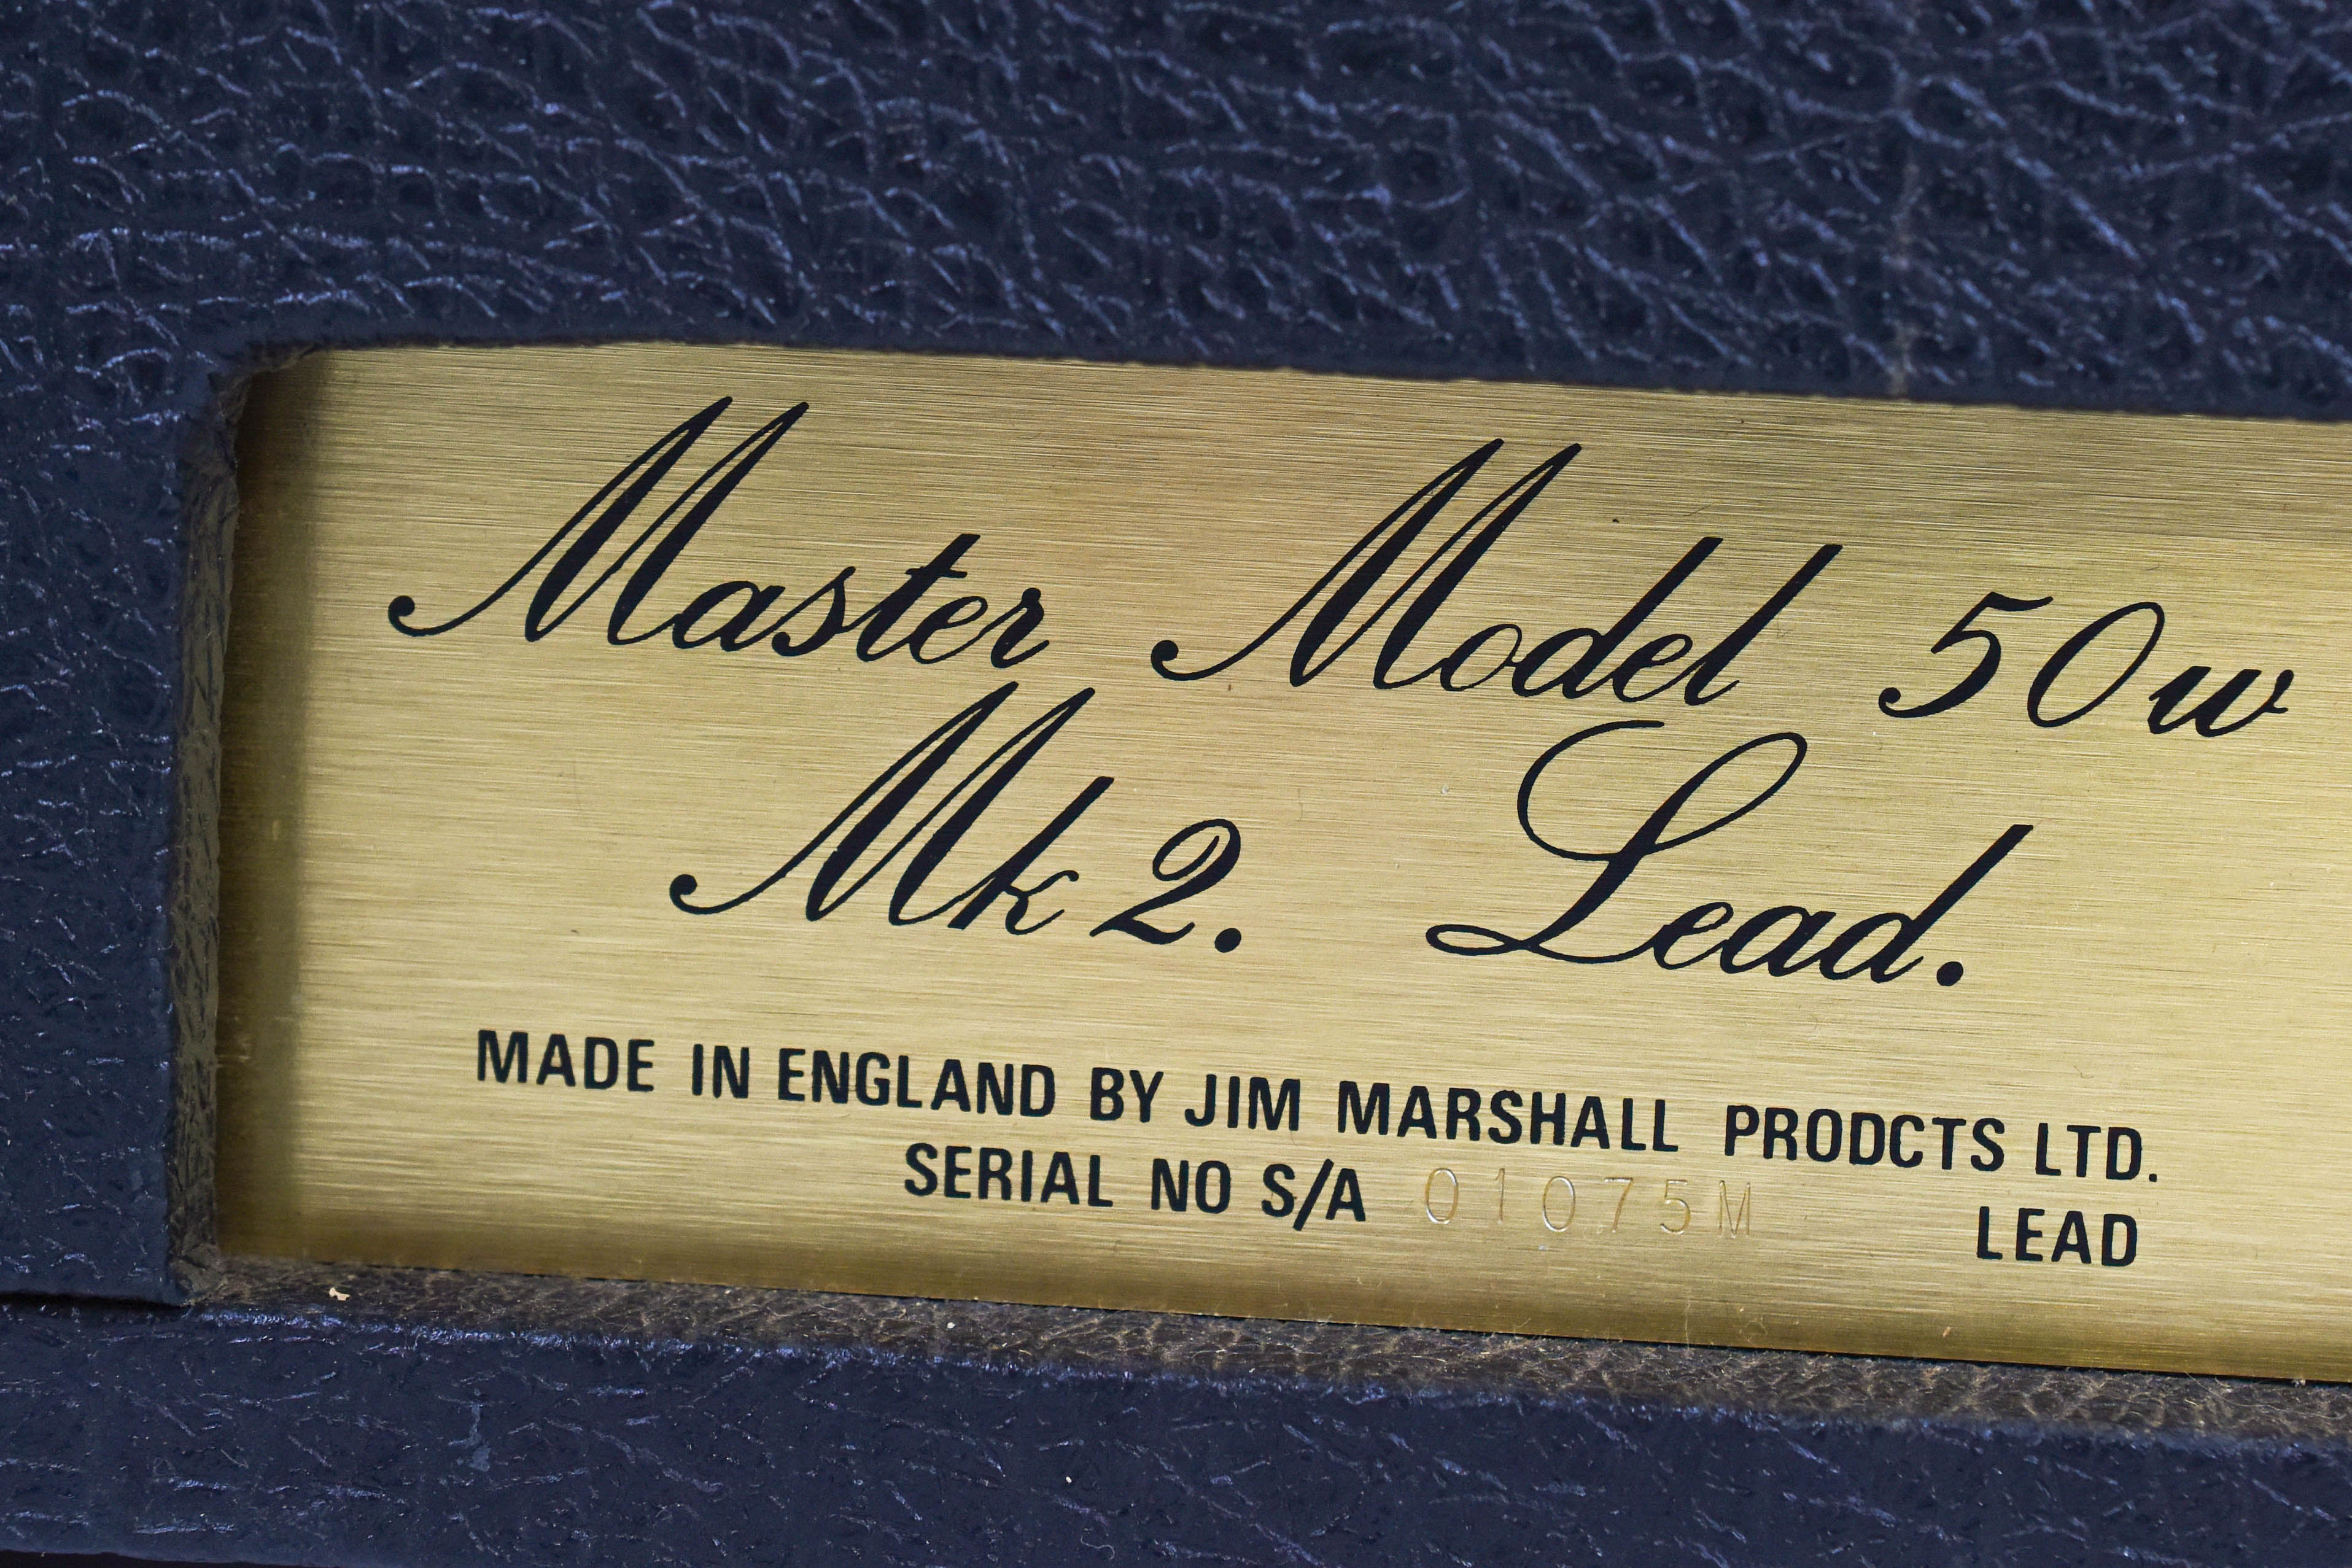 Master Model 50w
Mk2. Lead.
MADE IN ENGLAND BY JIM MARSHALL PRODCTS LTD.
SERIAL NO S/A 01075M LEAD